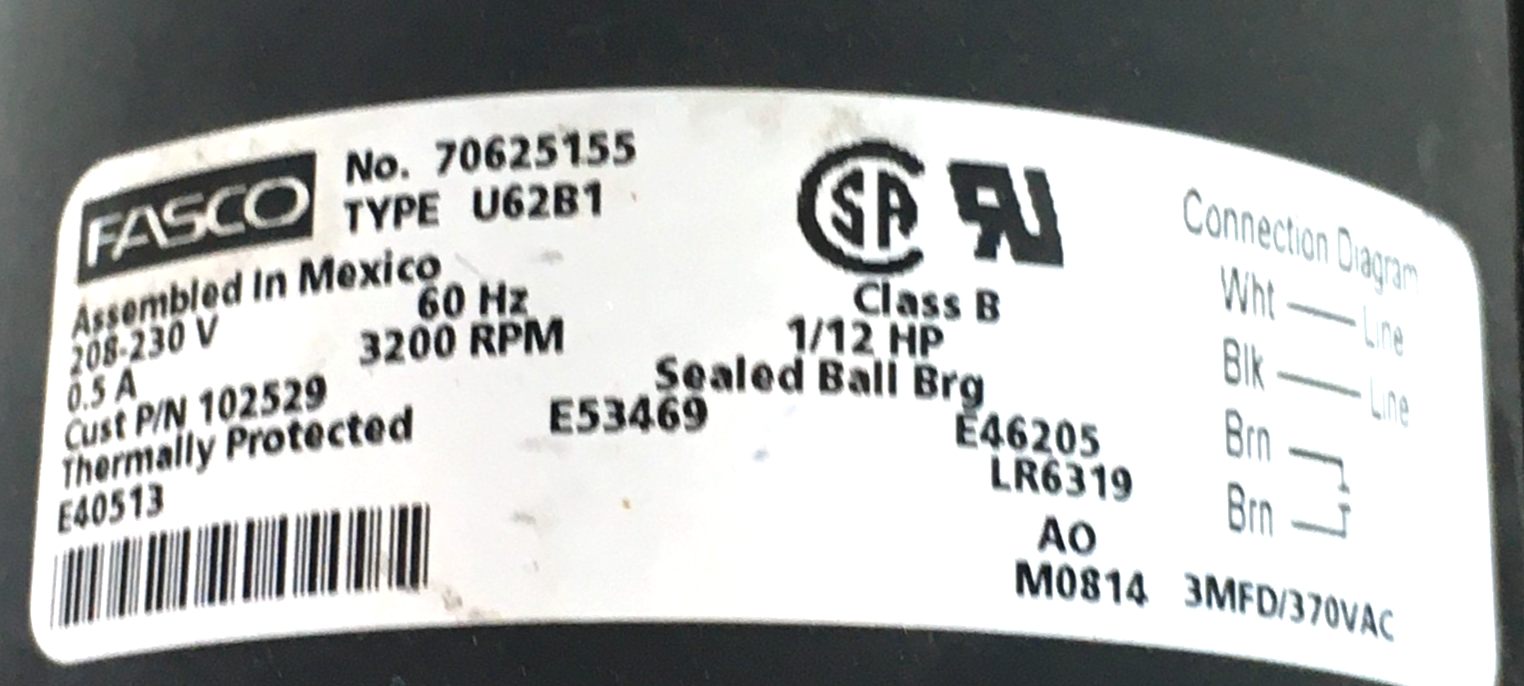 FASCO
No. 70625155
TYPE U62B1
Assembled In Mexico
208-230 V 60 Hz Class B
0.5 A 3200 RPM 1/12 HP
Cust P/N 102529 Sealed Ball Brg
Thermally Protected E53469 E46205
E40513 LR6319
AO
M0814
SA
Connection Diagram
Wht Line
Blk Line
Brn
Brn
3MFD/370VAC